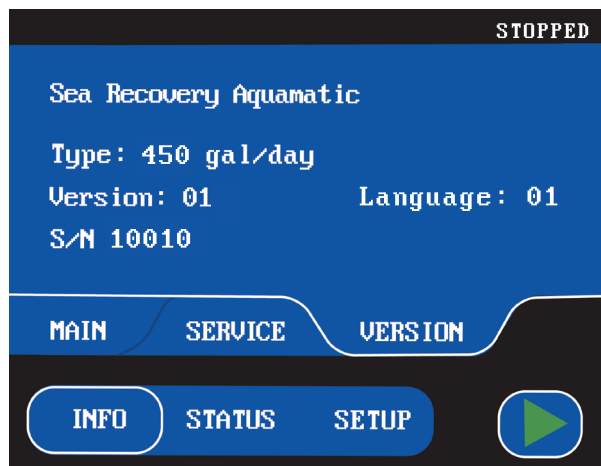 STOPPED
Sea Recovery Aquamatic
Type: 450 gal/day
Version: 01 Language: 01
S/N 10010
MAIN SERVICE VERSION
INFO STATUS SETUP